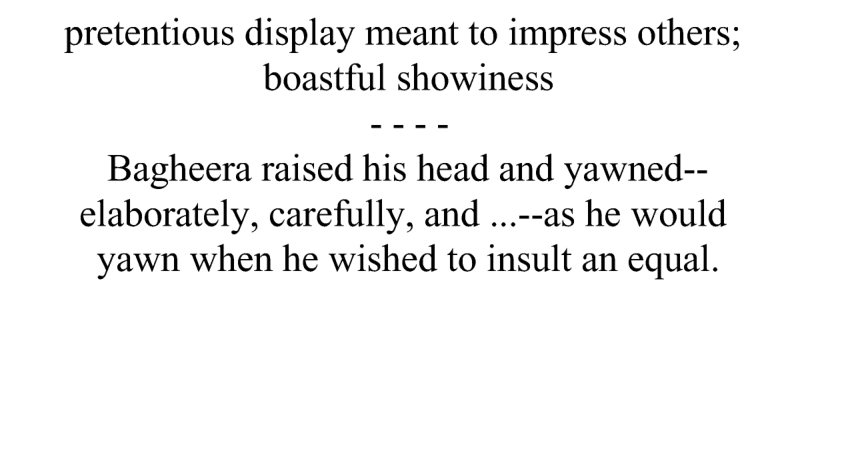 pretentious display meant to impress others;
boastful showiness
- - - -
Bagheera raised his head and yawned--
elaborately, carefully, and ...--as he would
yawn when he wished to insult an equal.